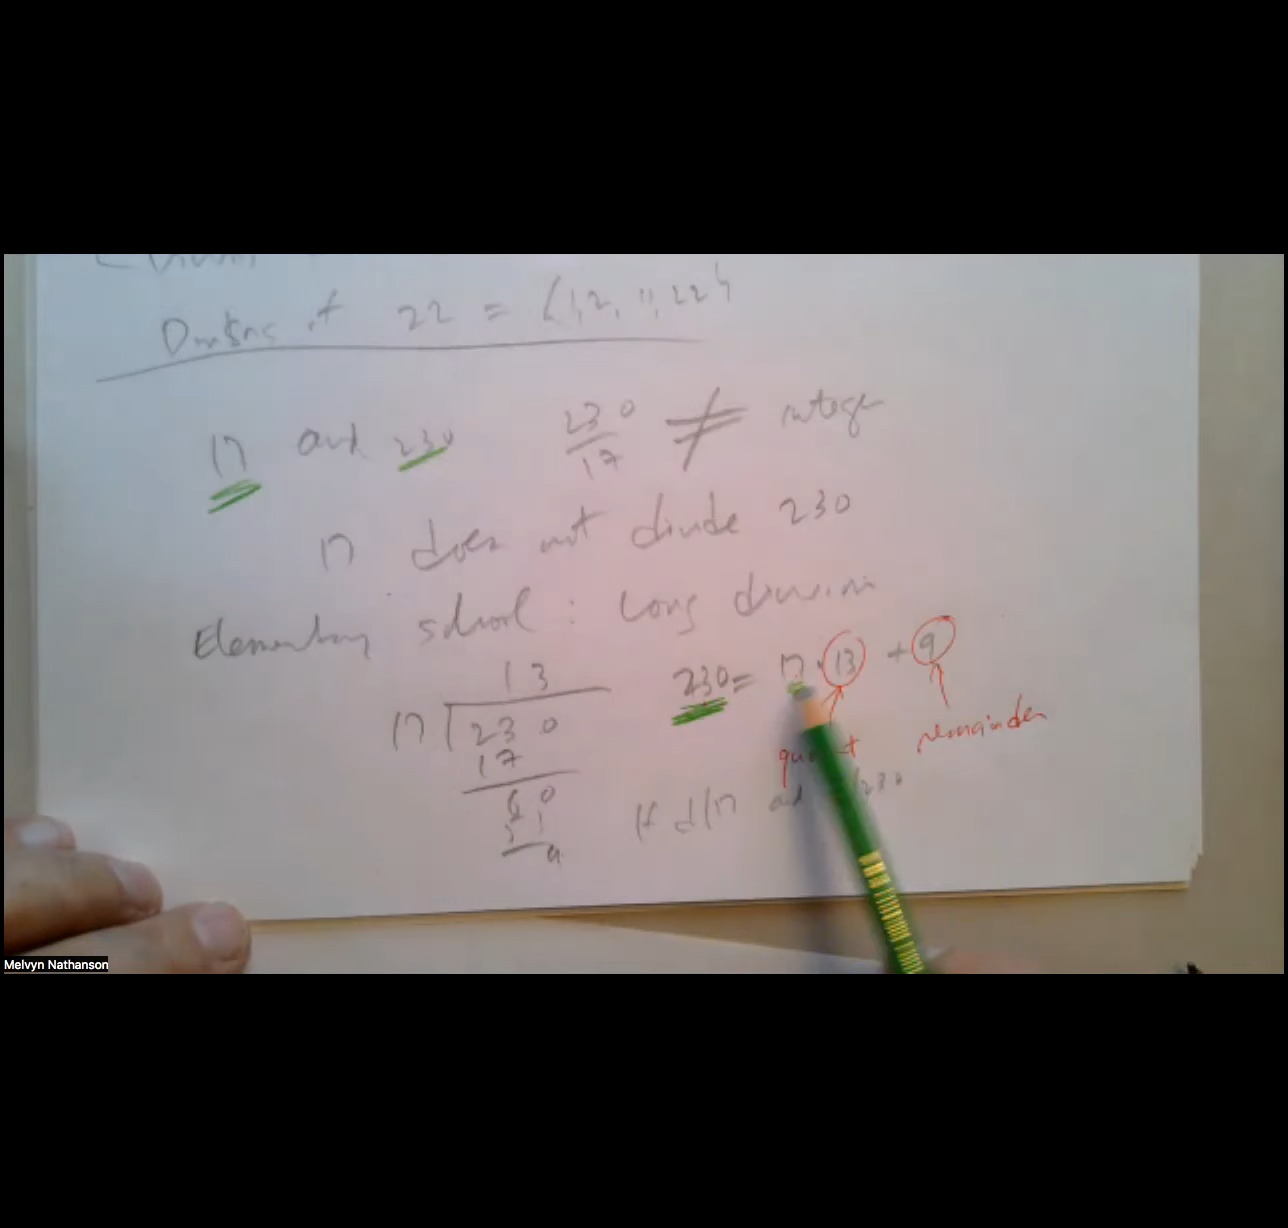 Divisors of 22 = {1, 2, 11, 22}
17 and 230 230/17 ≠ integer
17 does not divide 230
Elementary school : Long division
13
17 230
17
60
51
9
230 = 17 · 13 + 9
remainder
If d|17 and 230
Melvyn Nathanson